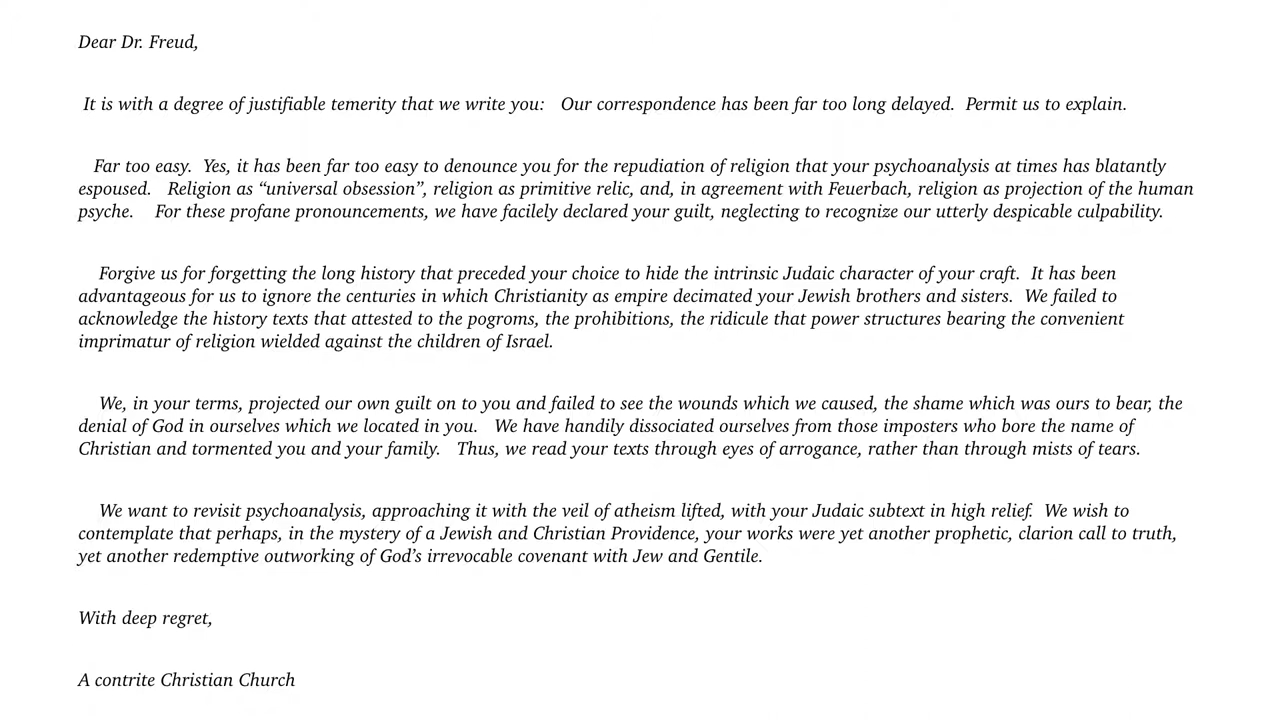 Dear Dr. Freud,
It is with a degree of justifiable temerity that we write you: Our correspondence has been far too long delayed. Permit us to explain.
Far too easy. Yes, it has been far too easy to denounce you for the repudiation of religion that your psychoanalysis at times has blatantly
espoused. Religion as “universal obsession”, religion as primitive relic, and, in agreement with Feuerbach, religion as projection of the human
psyche. For these profane pronouncements, we have facilely declared your guilt, neglecting to recognize our utterly despicable culpability.
Forgive us for forgetting the long history that preceded your choice to hide the intrinsic Judaic character of your craft. It has been
advantageous for us to ignore the centuries in which Christianity as empire decimated your Jewish brothers and sisters. We failed to
acknowledge the history texts that attested to the pogroms, the prohibitions, the ridicule that power structures bearing the convenient
imprimatur of religion wielded against the children of Israel.
We, in your terms, projected our own guilt on to you and failed to see the wounds which we caused, the shame which was ours to bear, the
denial of God in ourselves which we located in you. We have handily dissociated ourselves from those imposters who bore the name of
Christian and tormented you and your family. Thus, we read your texts through eyes of arrogance, rather than through mists of tears.
We want to revisit psychoanalysis, approaching it with the veil of atheism lifted, with your Judaic subtext in high relief. We wish to
contemplate that perhaps, in the mystery of a Jewish and Christian Providence, your works were yet another prophetic, clarion call to truth,
yet another redemptive outworking of God’s irrevocable covenant with Jew and Gentile.
With deep regret,
A contrite Christian Church